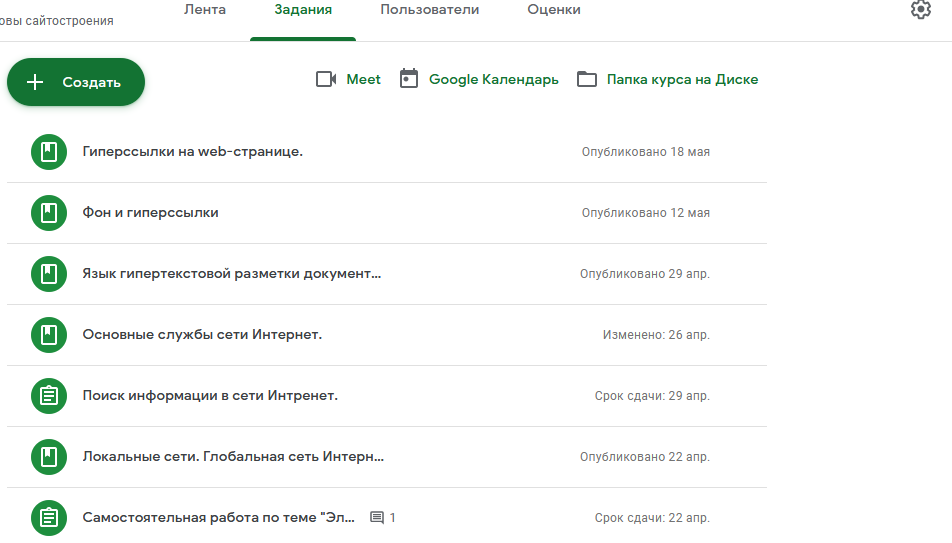 Лента Задания Пользователи Оценки
овы сайтостроения
Создать Meet Google Календарь Папка курса на Диске
Гиперссылки на web-странице. Опубликовано 18 мая
Фон и гиперссылки Опубликовано 12 мая
Язык гипертекстовой разметки документ... Опубликовано 29 апр.
Основные службы сети Интернет. Изменено: 26 апр.
Поиск информации в сети Интренет. Срок сдачи: 29 апр.
Локальные сети. Глобальная сеть Интерн... Опубликовано 22 апр.
Самостоятельная работа по теме "Эл... 1 Срок сдачи: 22 апр.